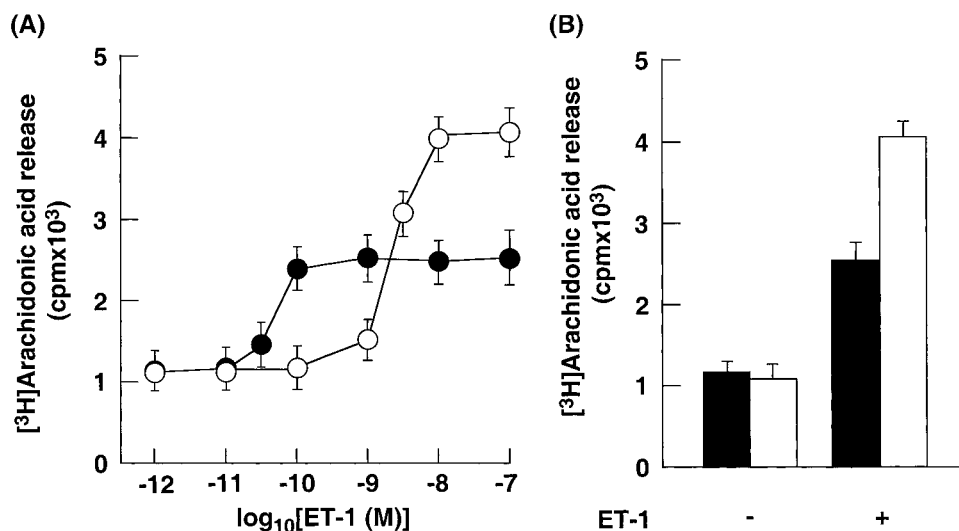 (A)
[³H]Arachidonic acid release
(cpmx10³)
5
4
3
2
1
0
-12 -11 -10 -9 -8 -7
log₁₀[ET-1 (M)]
(B)
[³H]Arachidonic acid release
(cpmx10³)
5
4
3
2
1
0
ET-1 - +